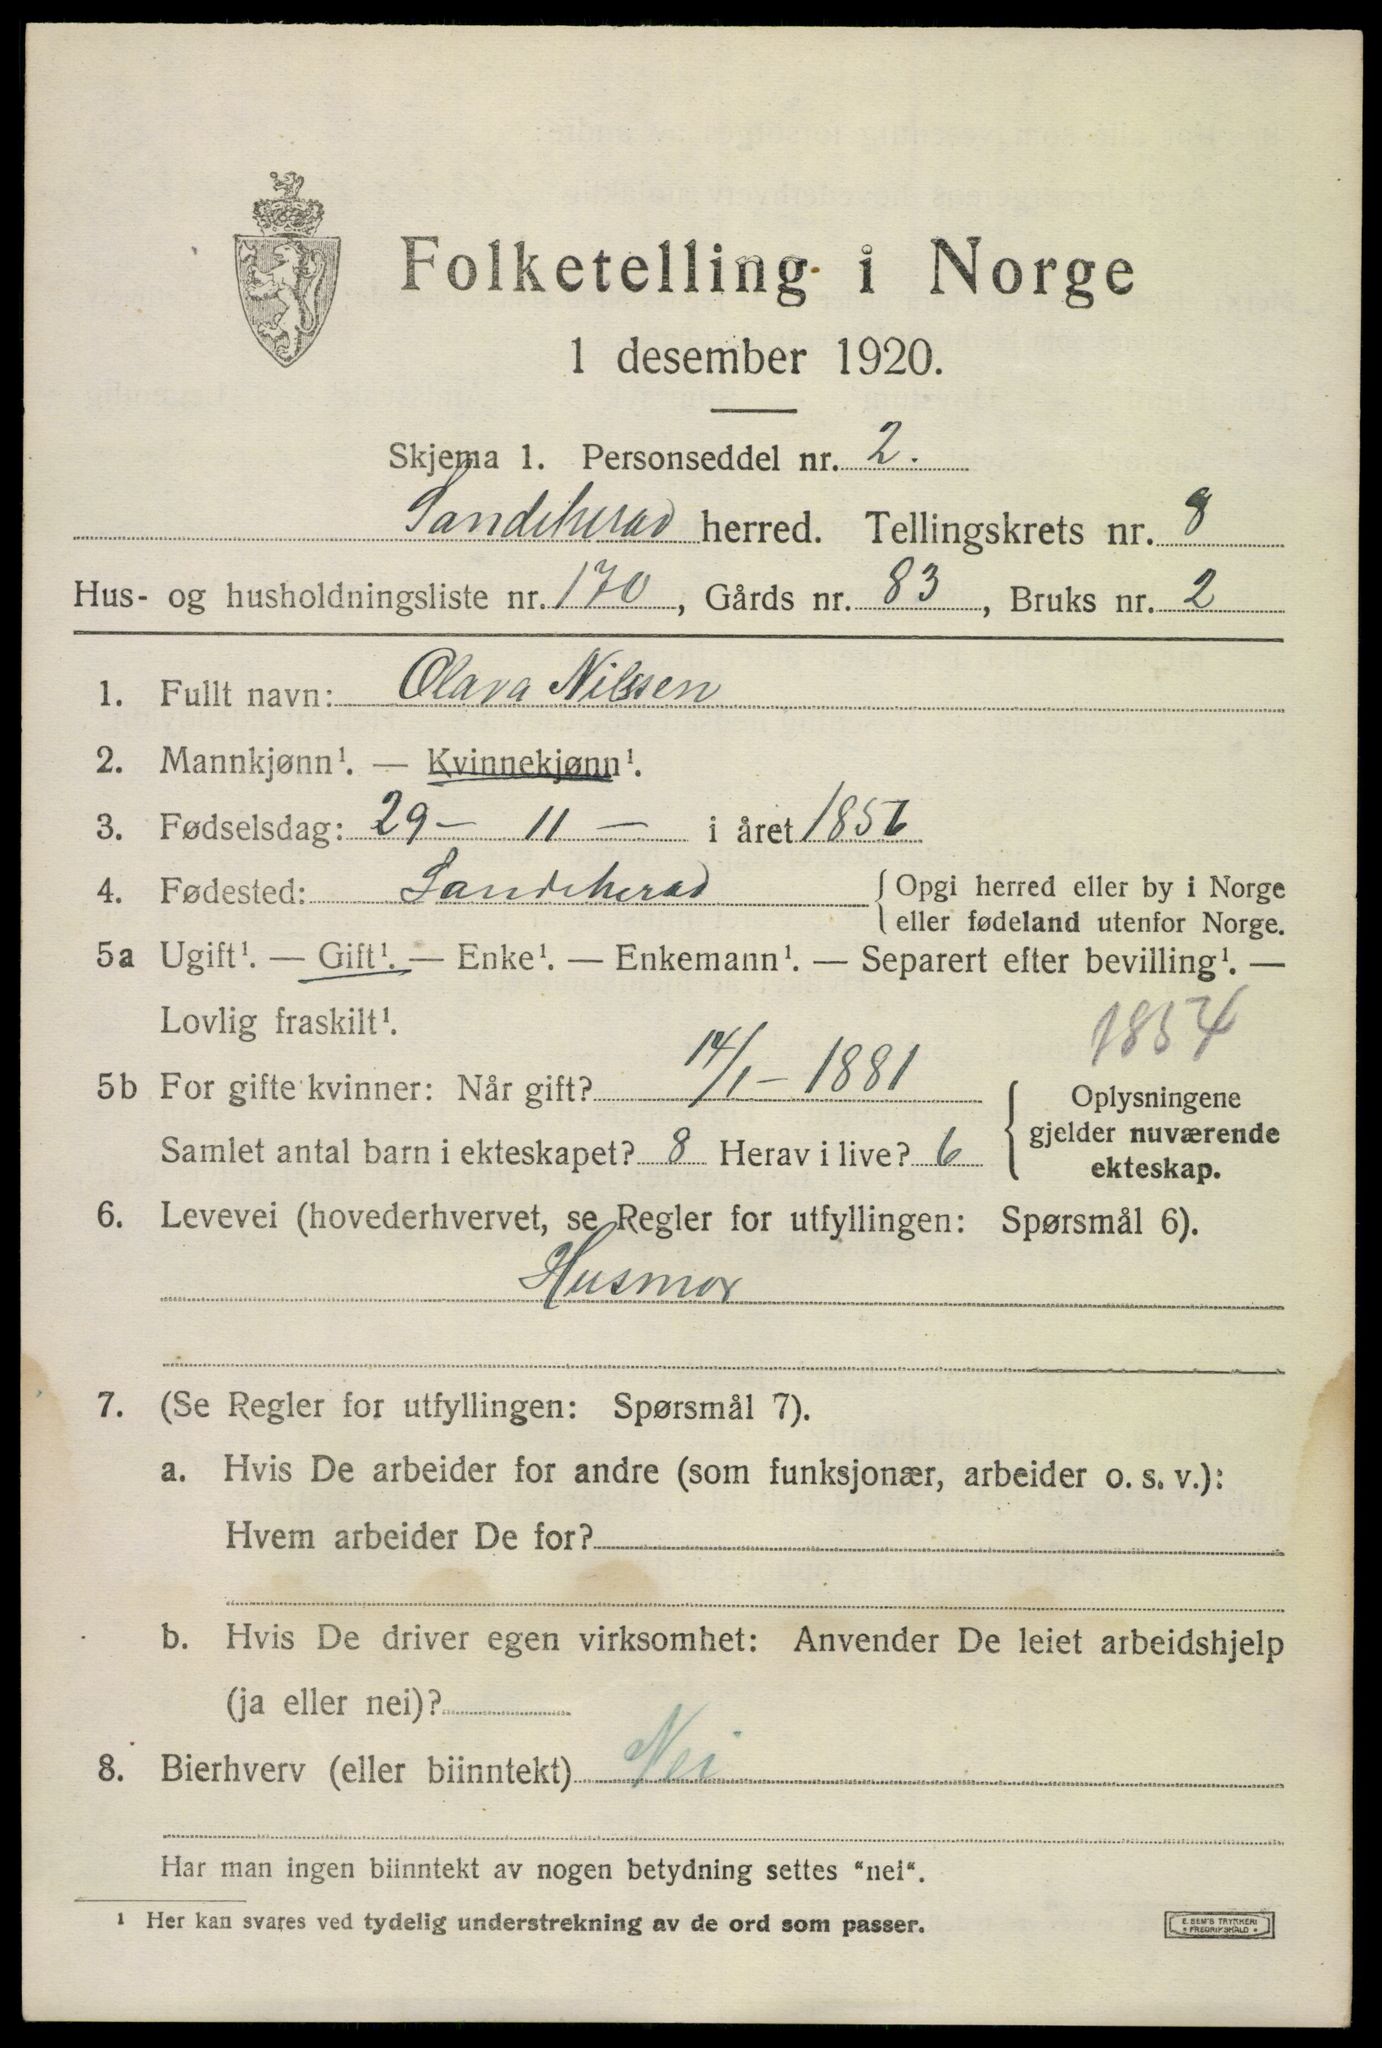 Folketelling i Norge
1 desember 1920.
Skjema 1. Personseddel nr. 2.
Sandeherad herred. Tellingskrets nr. 8
Hus- og husholdningsliste nr. 170, Gårds nr. 83, Bruks nr. 2
1. Fullt navn: Olava Nilssen
2. Mannkjønn¹. — Kvinnekjønn¹.
3. Fødselsdag: 29 — 11 — i året
4. Fødested: Sandeherad {Opgi herred eller by i Norge
eller fødeland utenfor Norge.
5a Ugift¹. — Gift¹. — Enke¹. — Enkemann¹. — Separert efter bevilling¹. —
Lovlig fraskilt¹.
1854
5b For gifte kvinner: Når gift? 14/1 — 1881
Samlet antal barn i ekteskapet? 8 Herav i live? 6
{Oplysningene
gjelder nuværende
ekteskap.
6. Levevei (hovederhvervet, se Regler for utfyllingen: Spørsmål 6).
Husmor
7. (Se Regler for utfyllingen: Spørsmål 7).
a. Hvis De arbeider for andre (som funksjonær, arbeider o. s. v.):
Hvem arbeider De for?
b. Hvis De driver egen virksomhet: Anvender De leiet arbeidshjelp
(ja eller nei)?
8. Bierhverv (eller biinntekt) Nei
Har man ingen biinntekt av nogen betydning settes "nei".
¹ Her kan svares ved tydelig understrekning av de ord som passer.
E. SEM'S TRYKKERI
* FREDRIKSHALD *